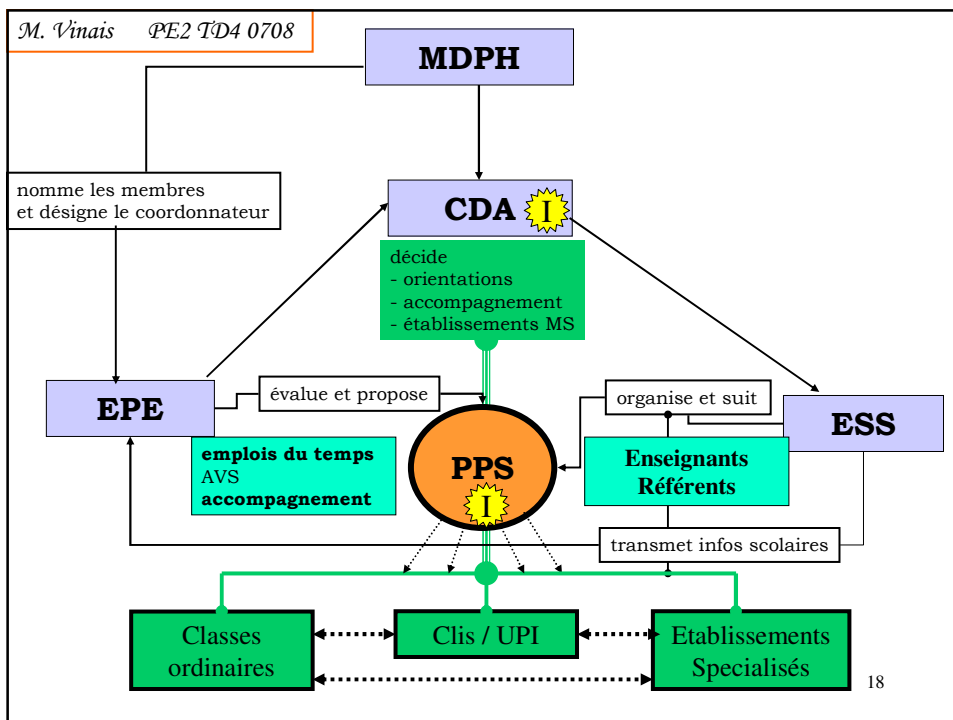 M. Vinais PE2 TD4 0708
MDPH
nomme les membres
et désigne le coordonnateur
CDA I
décide
- orientations
- accompagnement
- établissements MS
EPE
évalue et propose
organise et suit
ESS
emplois du temps
AVS
accompagnement
PPS
I
Enseignants
Référents
transmet infos scolaires
Classes
ordinaires
Clis / UPI
Etablissements
Specialisés
18